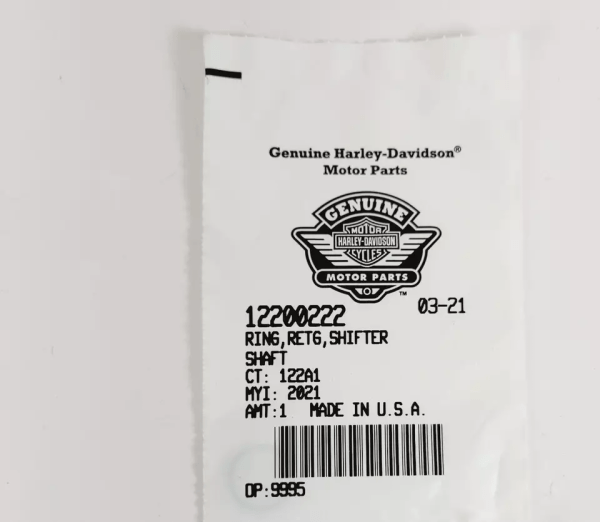 Genuine Harley-Davidson®
Motor Parts
GENUINE
MOTOR
HARLEY-DAVIDSON
CYCLES
MOTOR PARTS
™
12200222 03-21
RING,RETG,SHIFTER
SHAFT
CT: 122A1
MYI: 2021
AMT:1 MADE IN U.S.A.
OP:9995